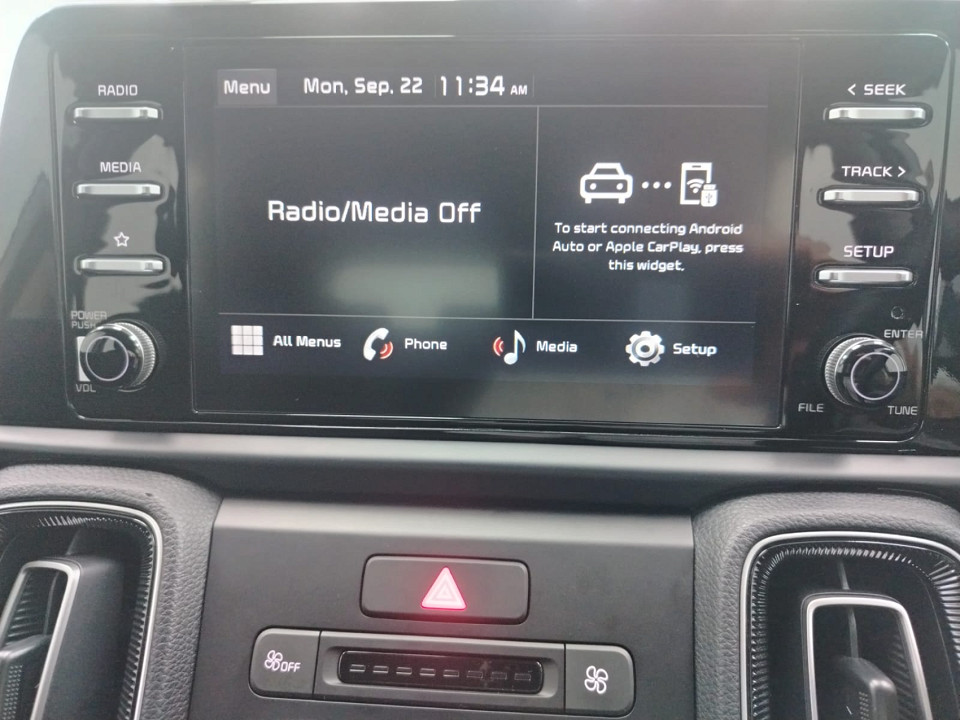 RADIO
MEDIA
POWER
PUSH
VOL
Menu
Mon, Sep. 22 11:34 AM
Radio/Media Off
To start connecting Android
Auto or Apple CarPlay, press
this widget.
All Menus
Phone
Media
Setup
< SEEK
TRACK >
SETUP
ENTER
FILE
TUNE
OFF